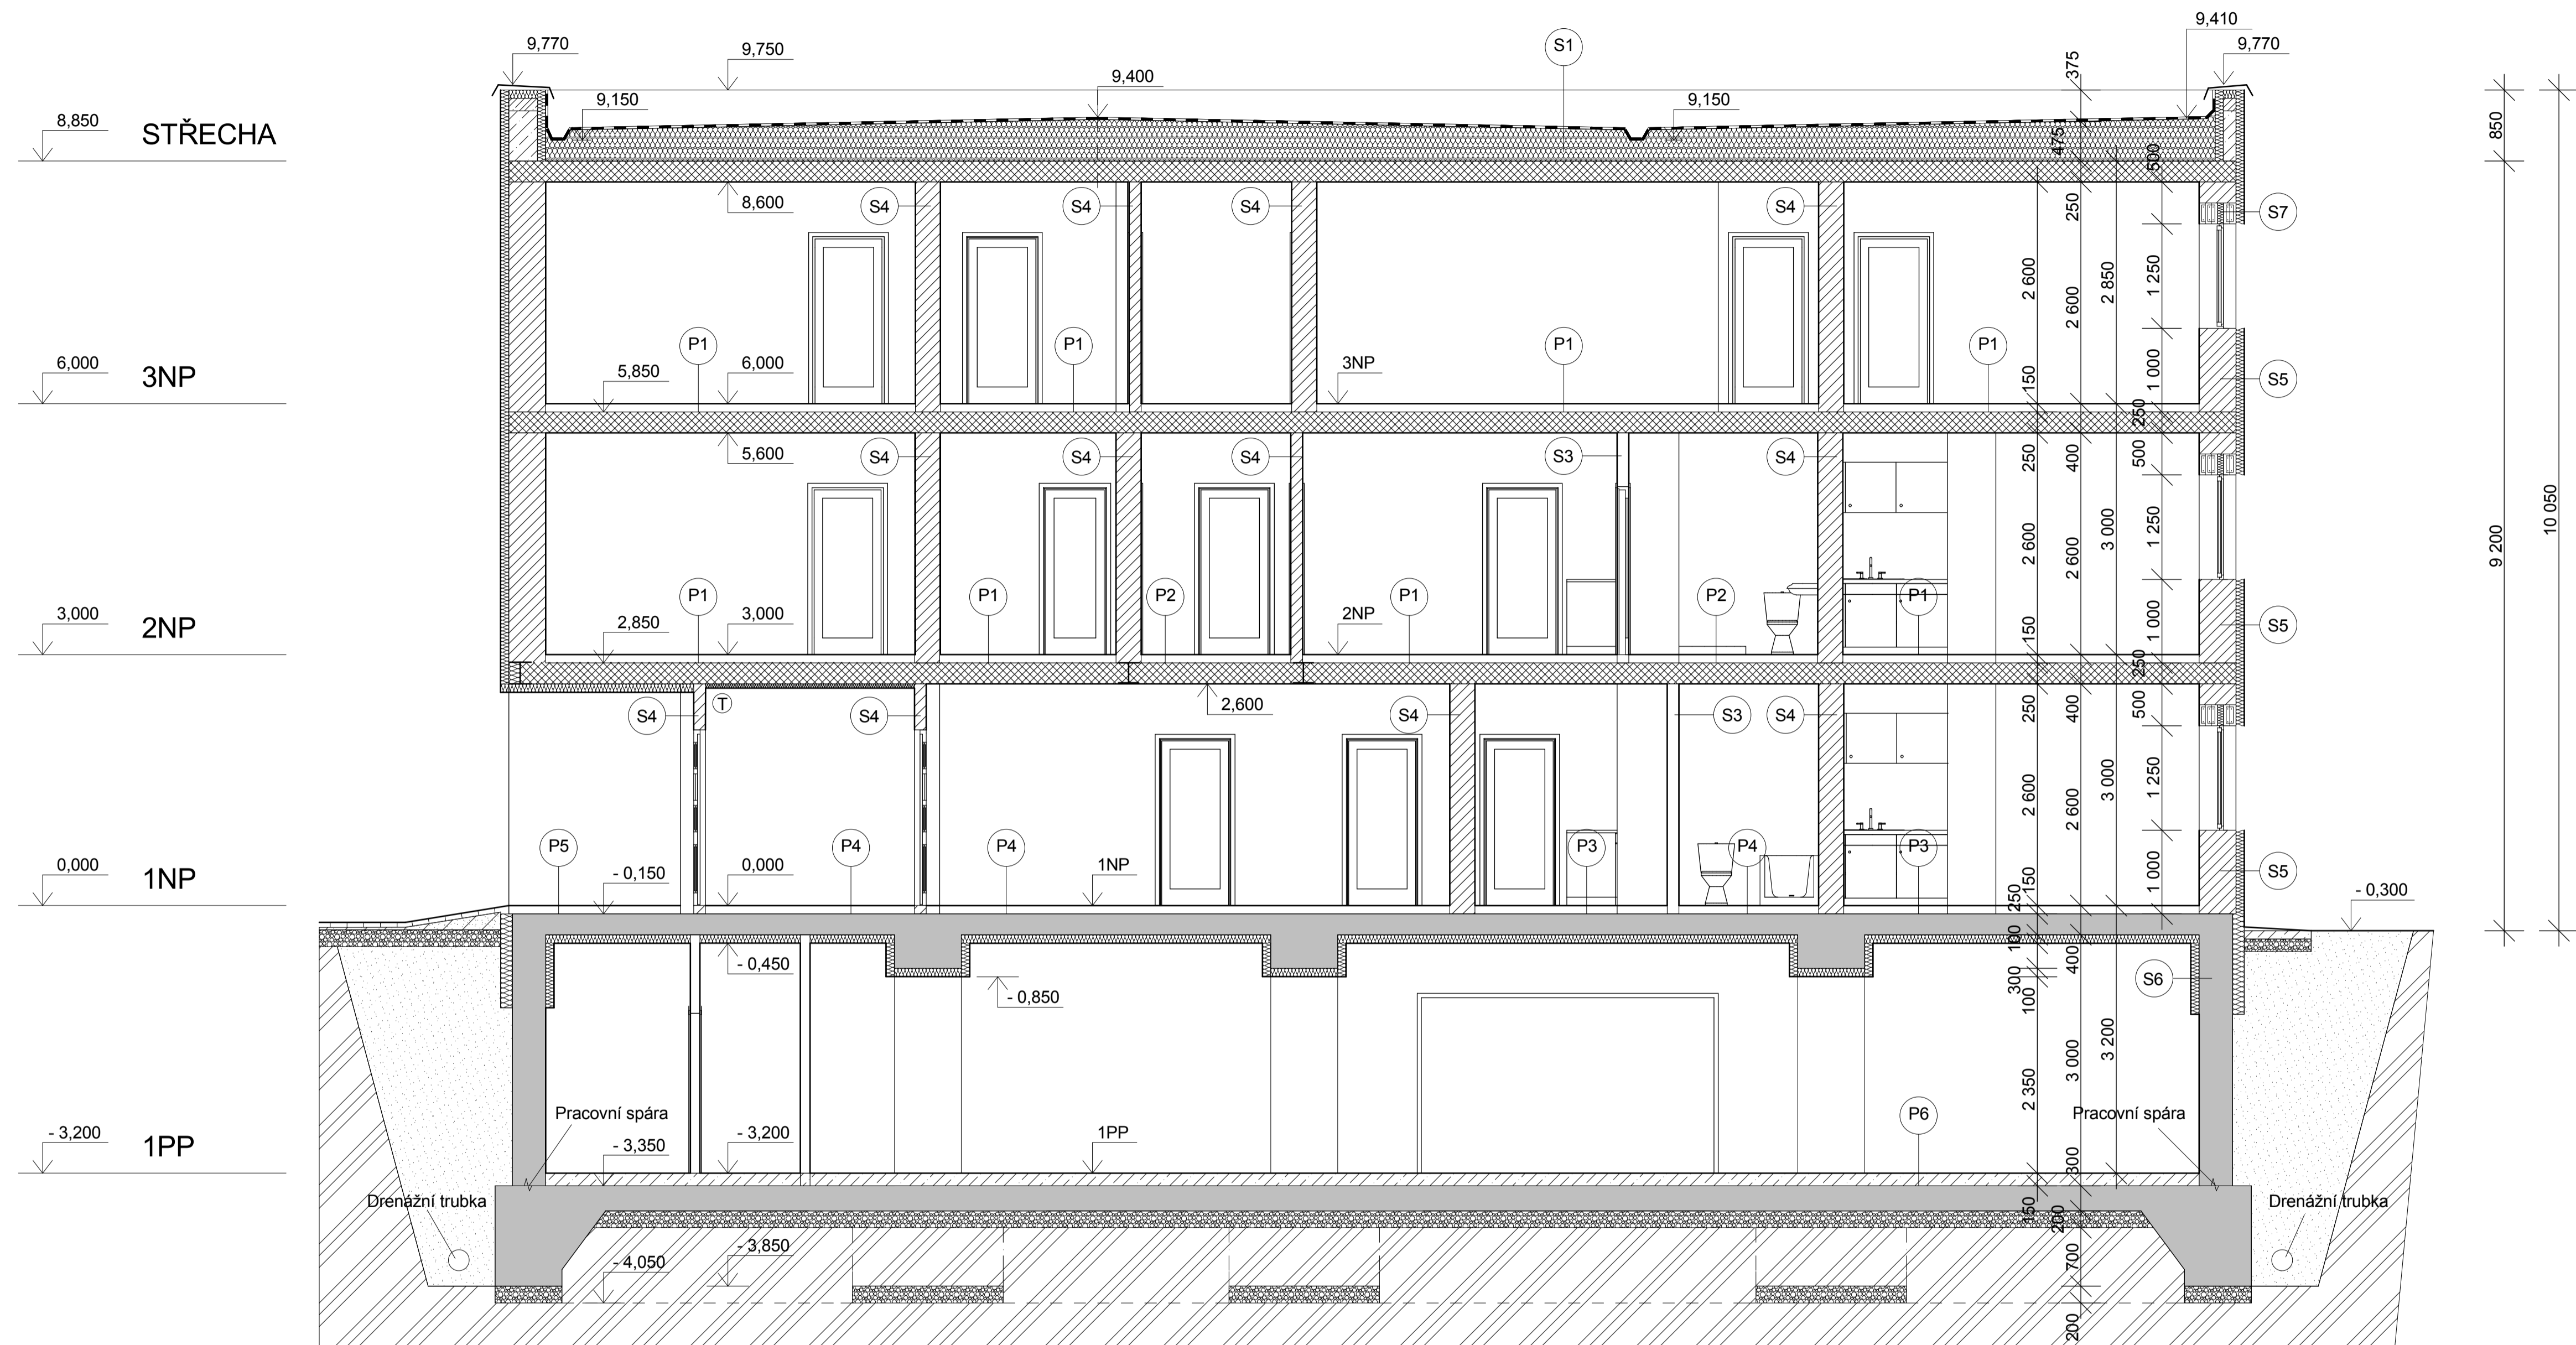 9,770
9,750
9,400
S1
9,410
9,770
375
8,850
STŘECHA
9,150
9,150
475
500
850
8,600
S4
S4
S4
S4
250
S7
2 600
2 600
2 850
1 250
6,000
3NP
P1
5,850
6,000
P1
3NP
P1
P1
150
1 000
S5
250
5,600
S4
S4
S4
S3
S4
250
400
500
2 600
2 600
3 000
1 250
9 200
10 050
3,000
2NP
P1
2,850
3,000
P1
P2
P1
2NP
P2
P1
150
1 000
S5
250
S4
T
S4
2,600
S4
S3
S4
250
400
500
2 600
2 600
3 000
1 250
0,000
1NP
P5
- 0,150
0,000
P4
P4
1NP
P3
P4
P3
150
1 000
S5
- 0,300
250
100
- 0,450
- 0,850
400
300
100
S6
2 350
3 000
3 200
- 3,200
1PP
Pracovní spára
- 3,350
- 3,200
1PP
P6
Pracovní spára
300
Drenážní trubka
Drenážní trubka
150
200
- 4,050
- 3,850
700
200